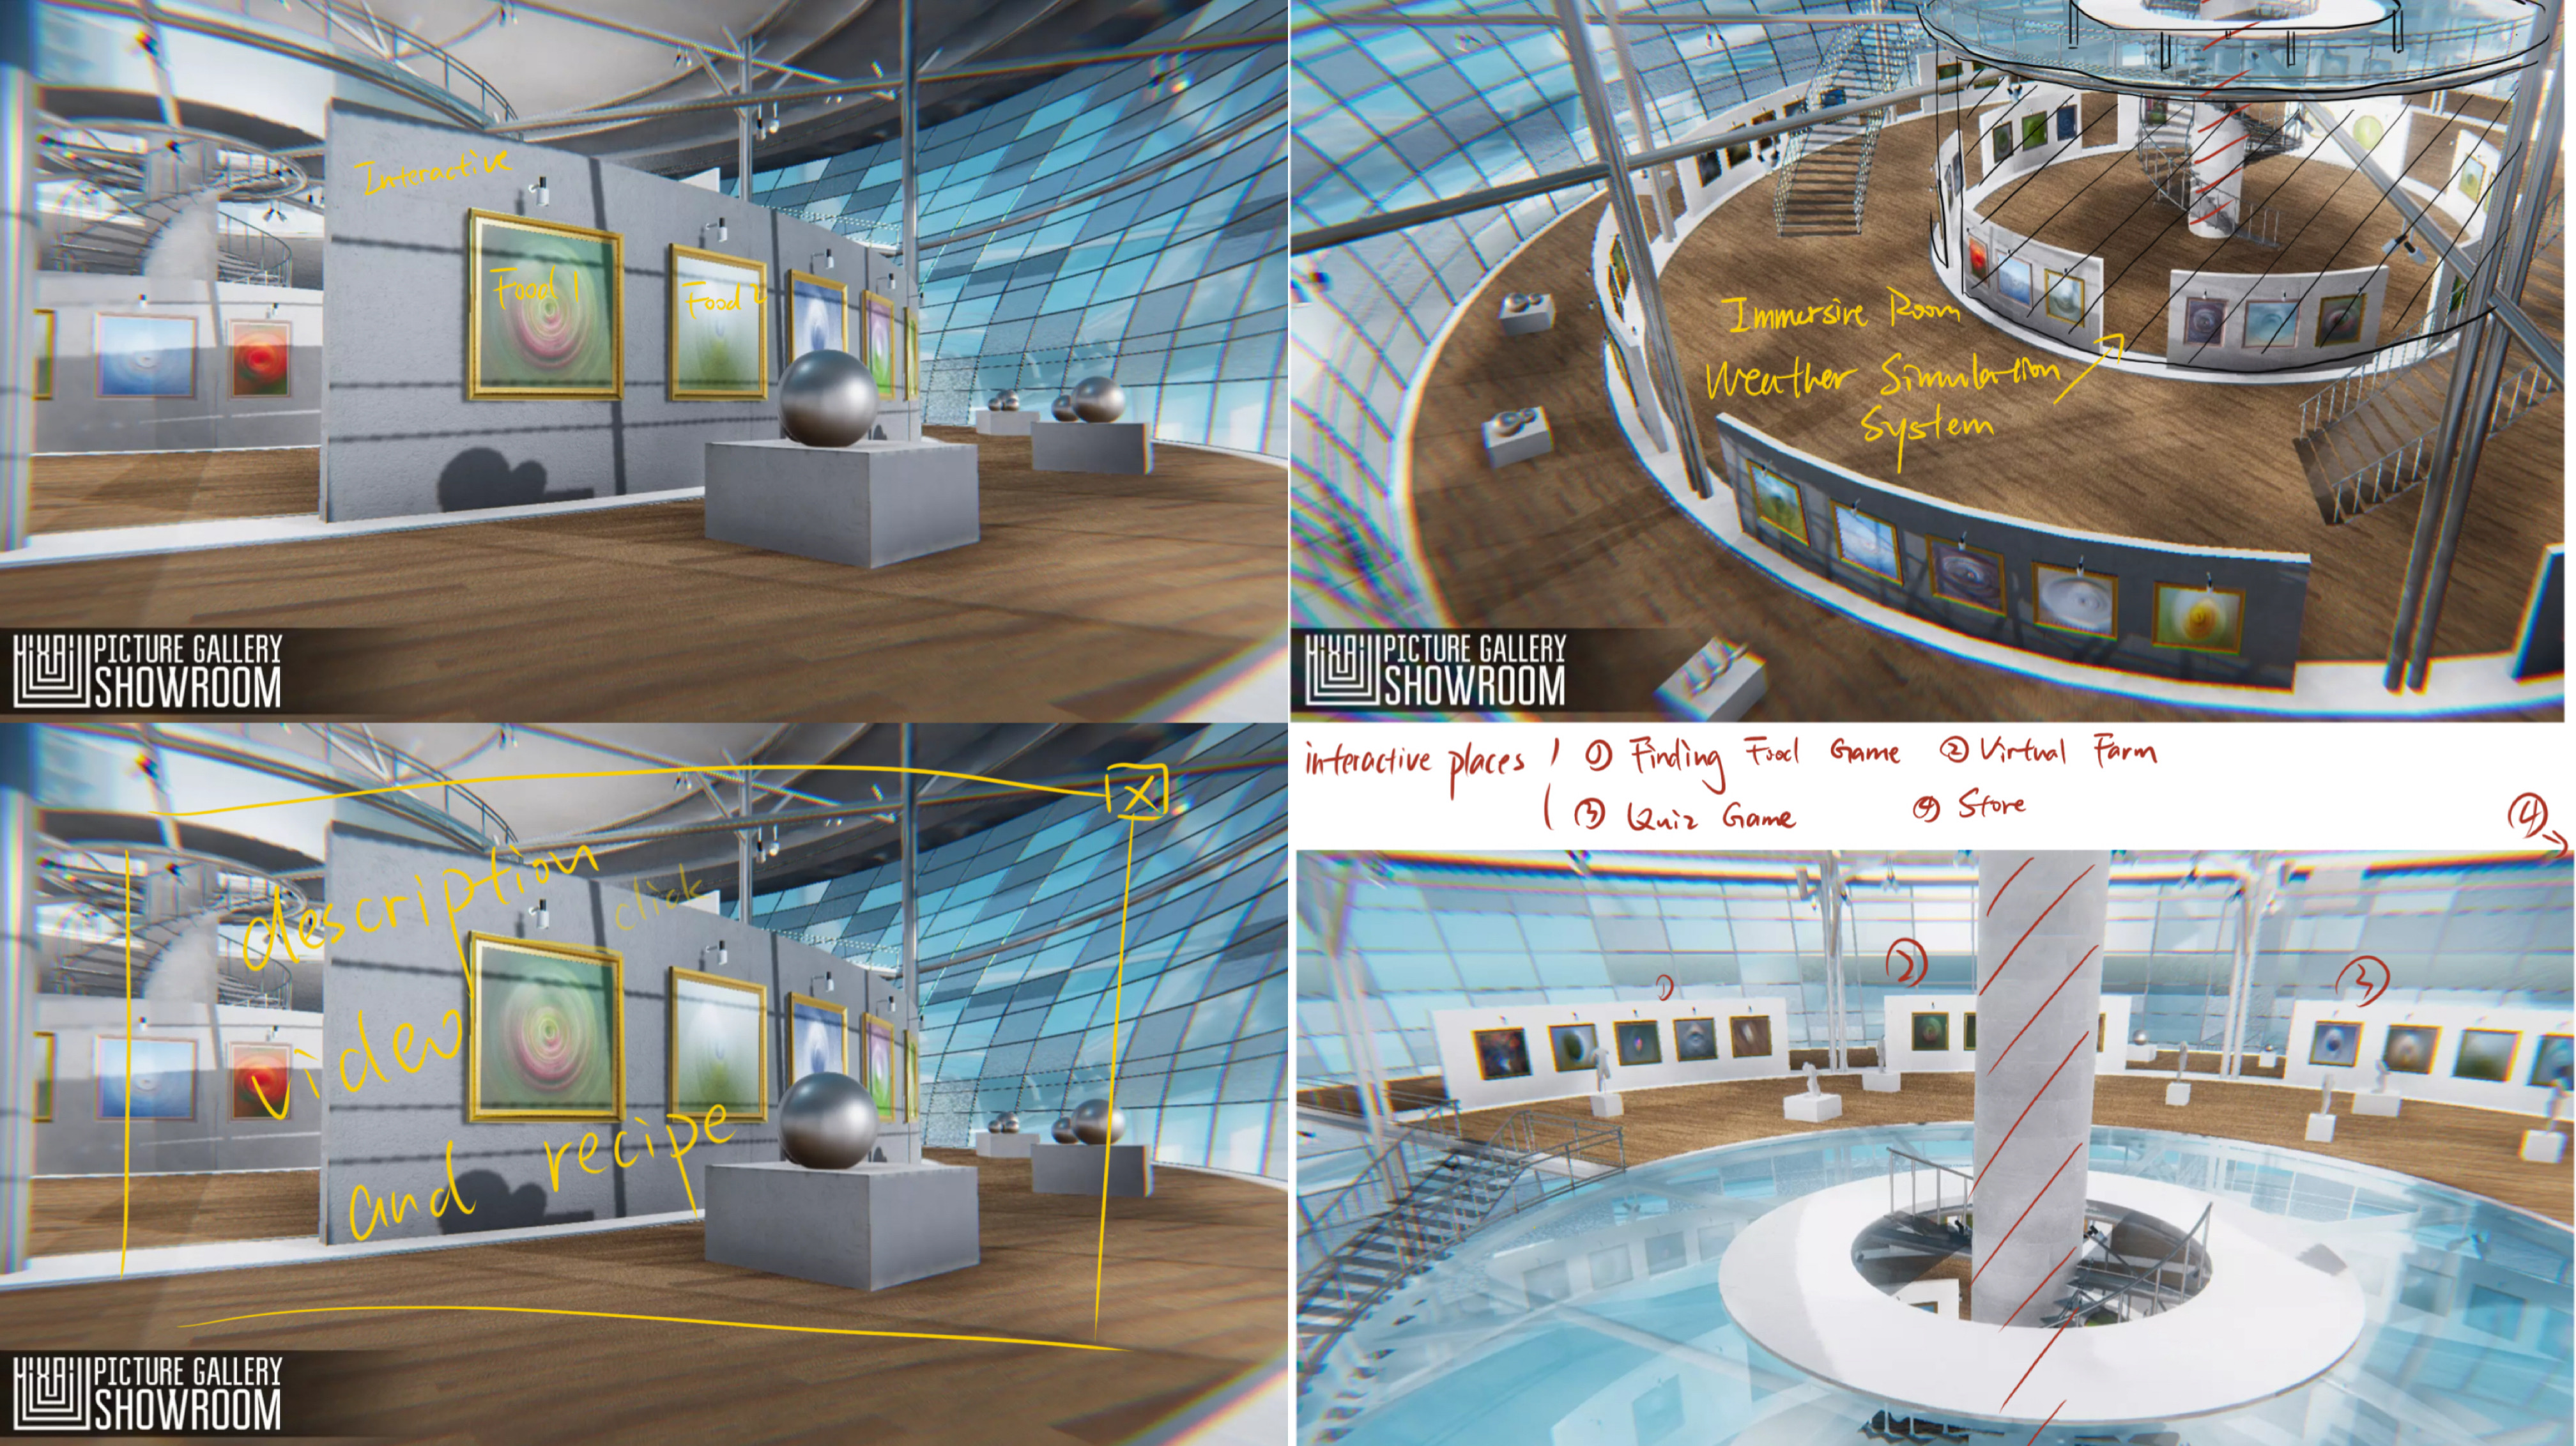 Interactive
Food 1
Food 2
PICTURE GALLERY
SHOWROOM
Immersive Room
Weather Simulation
System
PICTURE GALLERY
SHOWROOM
interactive places
① Finding Food Game ② Virtual Farm
③ Quiz Game ④ Store
④
① ② ③
X
description
click
video
and recipe
PICTURE GALLERY
SHOWROOM